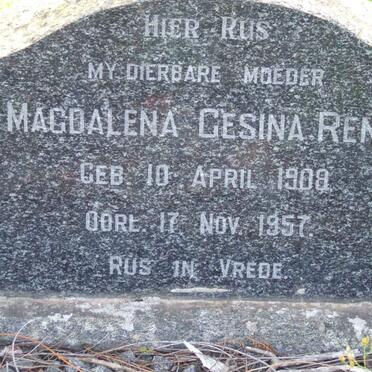 HIER RUS
MY DIERBARE MOEDER
MAGDALENA GESINA REN
GEB. 10 APRIL 1908
OORL. 17 NOV. 1957.
RUS IN VREDE.